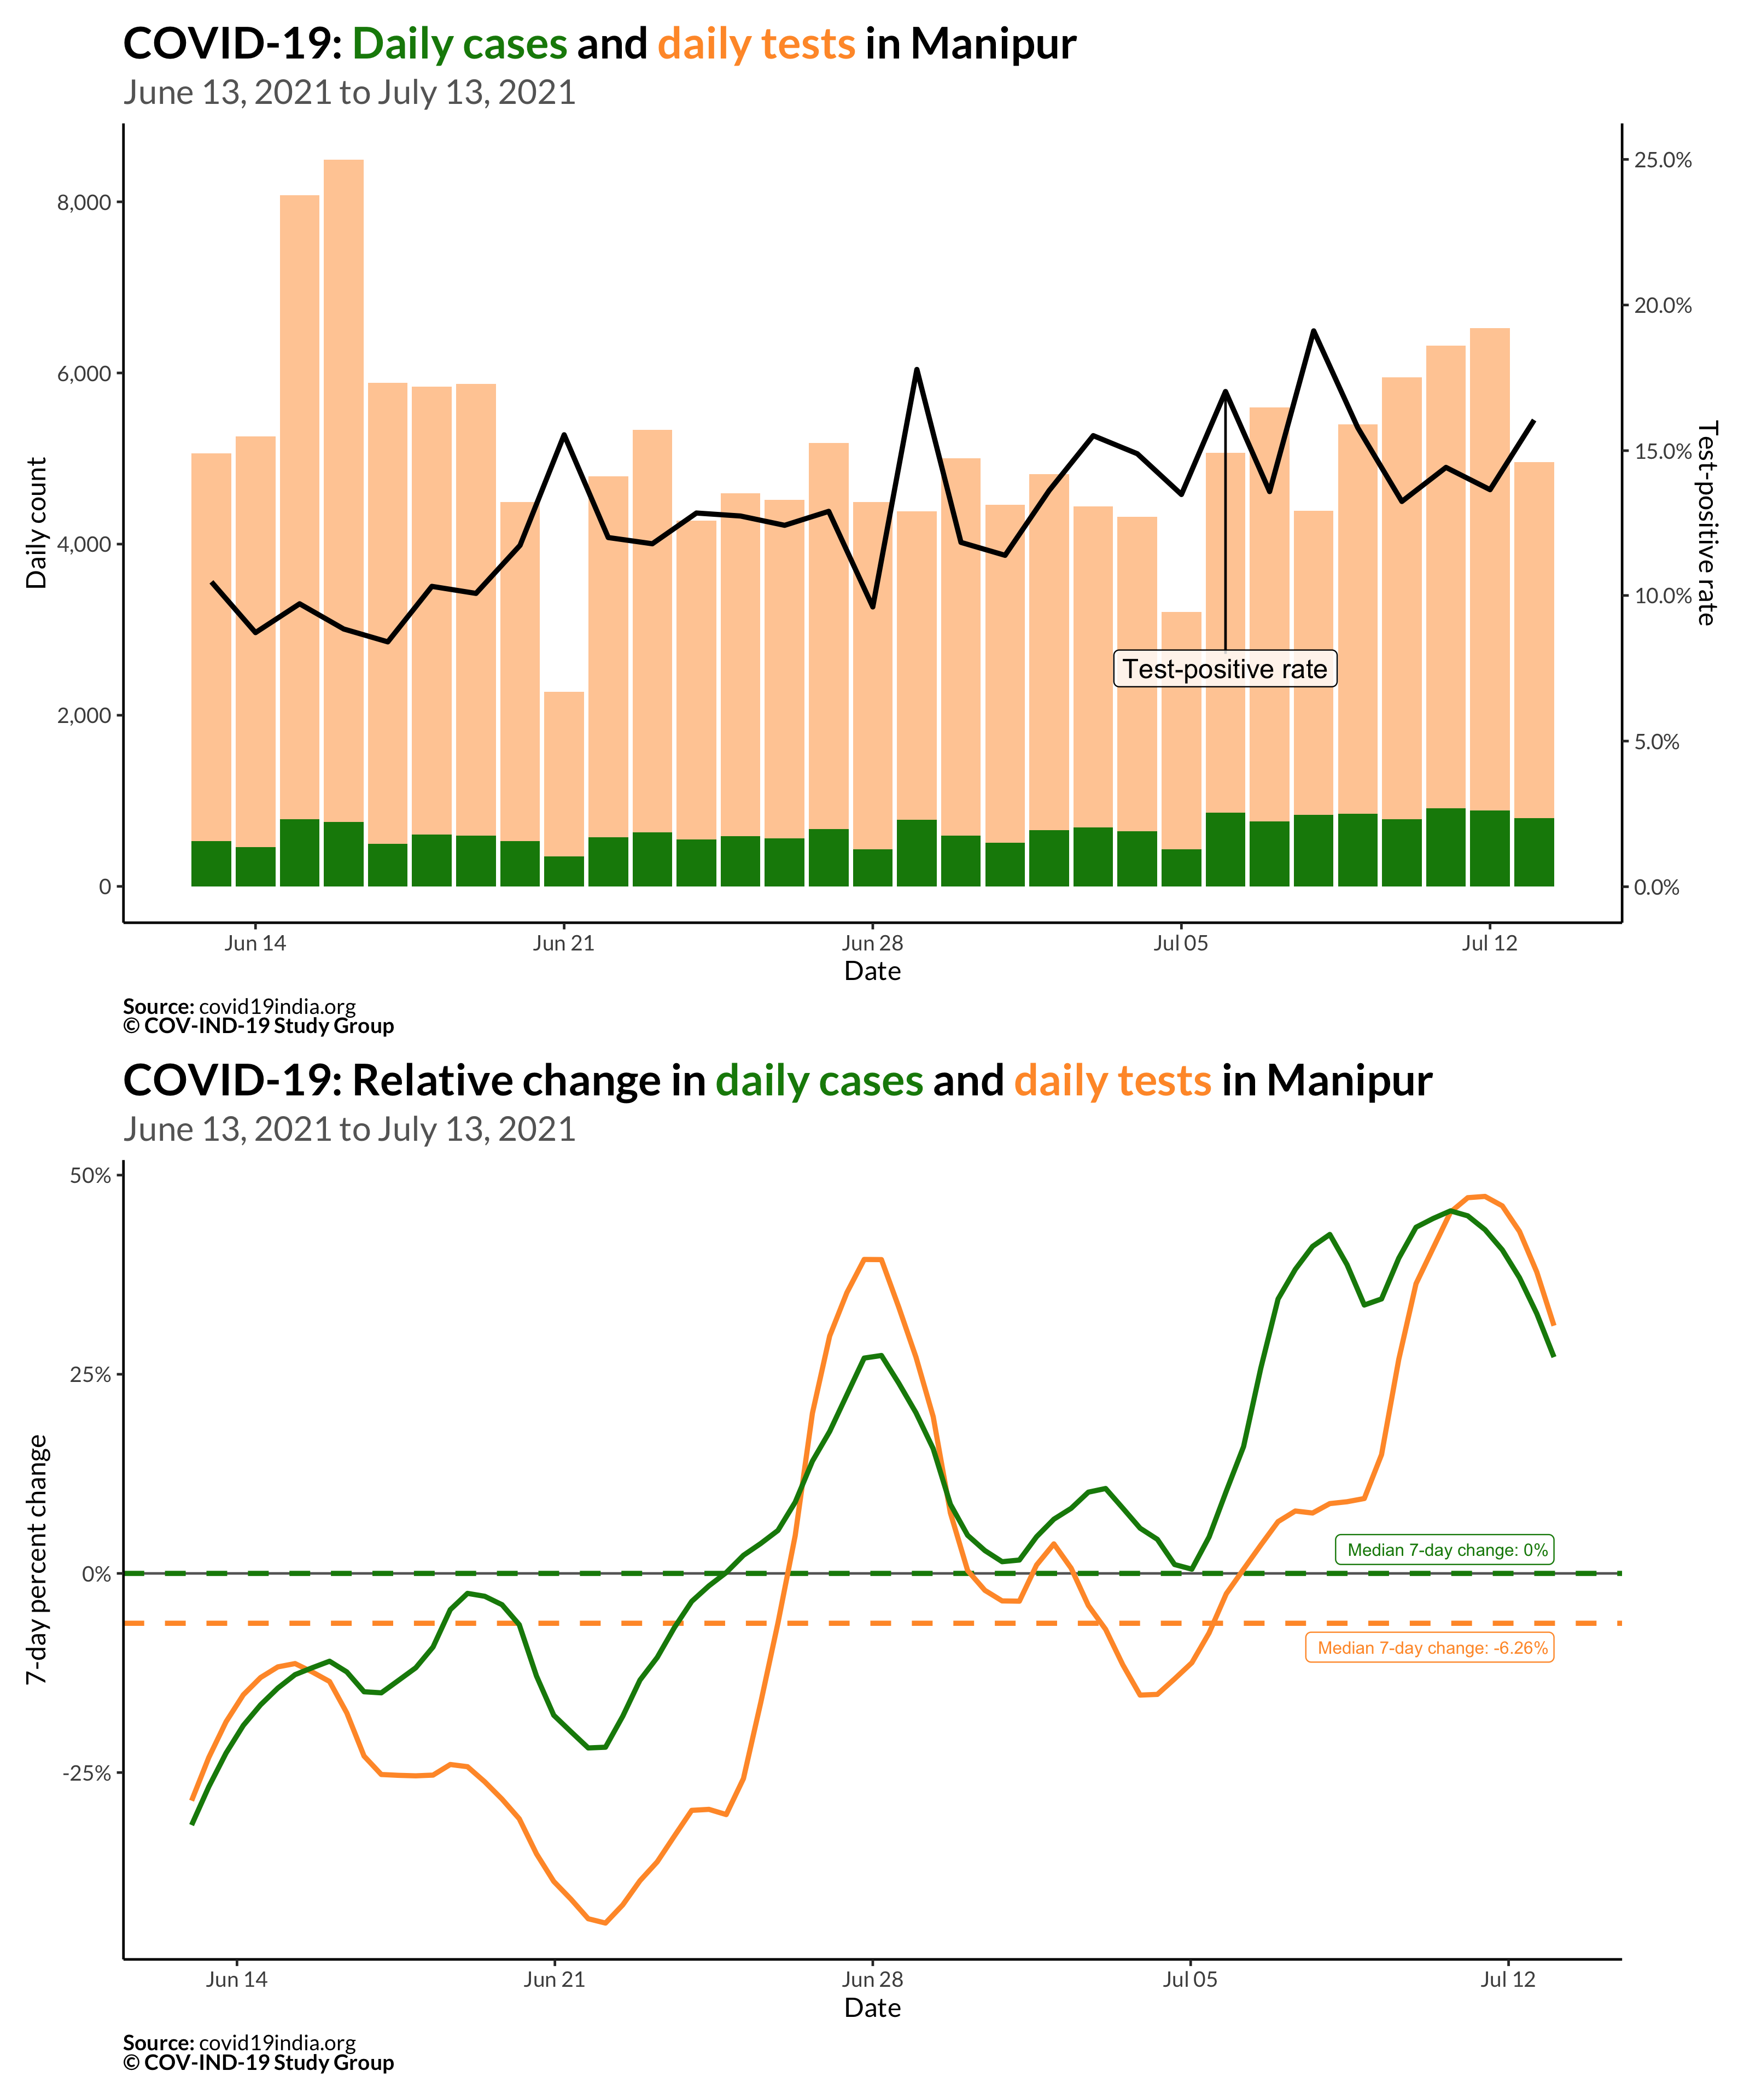 COVID-19: Daily cases and daily tests in Manipur
June 13, 2021 to July 13, 2021
Daily count
8,000
6,000
4,000
2,000
0
25.0%
20.0%
15.0%
10.0%
5.0%
0.0%
Test-positive rate
Test-positive rate
Jun 14
Jun 21
Jun 28
Jul 05
Jul 12
Date
Source: covid19india.org
© COV-IND-19 Study Group
COVID-19: Relative change in daily cases and daily tests in Manipur
June 13, 2021 to July 13, 2021
7-day percent change
50%
25%
0%
-25%
Median 7-day change: 0%
Median 7-day change: -6.26%
Jun 14
Jun 21
Jun 28
Jul 05
Jul 12
Date
Source: covid19india.org
© COV-IND-19 Study Group